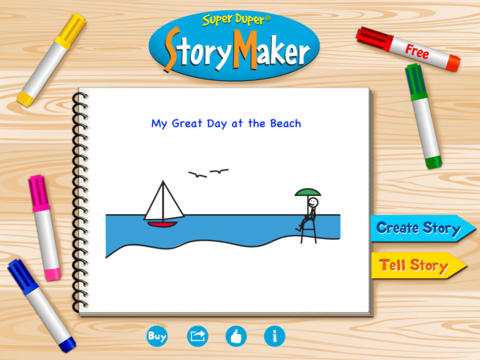 Super Duper®
StoryMaker
Free
My Great Day at the Beach
Create Story
Tell Story
Buy
i